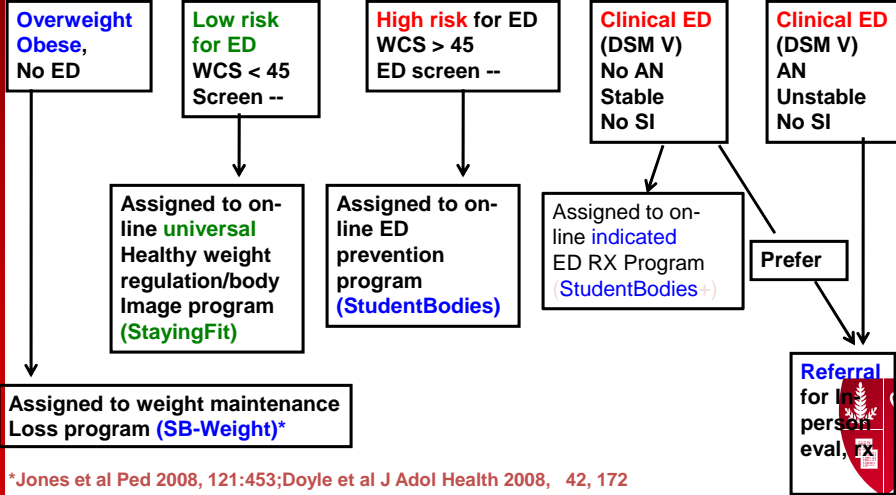 Overweight
Obese,
No ED
Low risk
for ED
WCS < 45
Screen --
High risk for ED
WCS > 45
ED screen --
Clinical ED
(DSM V)
No AN
Stable
No SI
Clinical ED
(DSM V)
AN
Unstable
No SI
Assigned to on-
line universal
Healthy weight
regulation/body
Image program
(StayingFit)
Assigned to on-
line ED
prevention
program
(StudentBodies)
Assigned to on-
line indicated
ED RX Program
(StudentBodies+)
Prefer
Referral
for In-
person
eval, rx
Assigned to weight maintenance
Loss program (SB-Weight)*
*Jones et al Ped 2008, 121:453;Doyle et al J Adol Health 2008, 42, 172